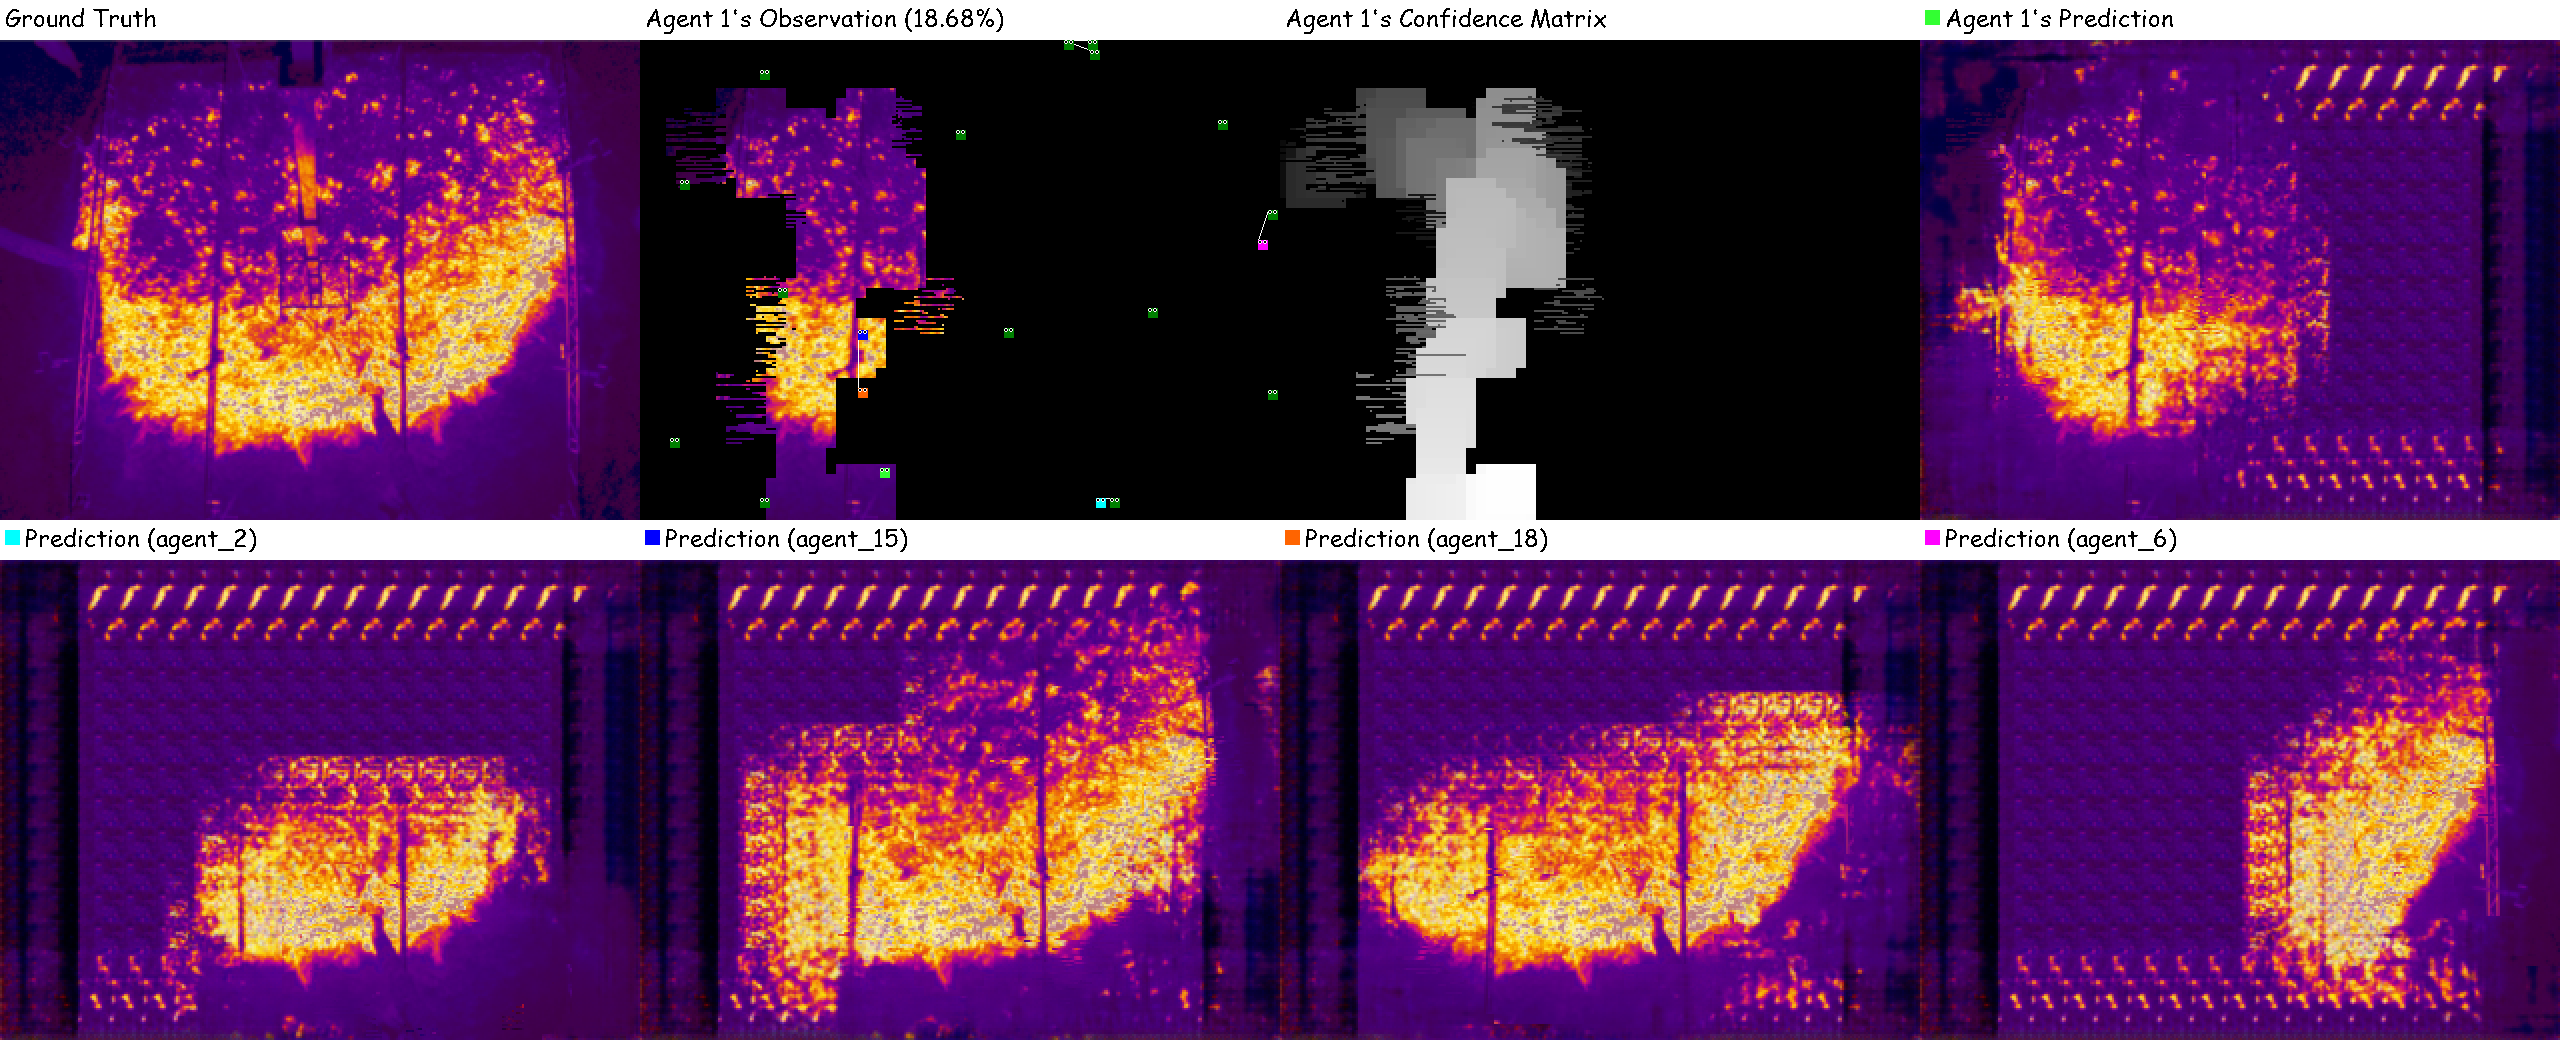 Ground Truth
Agent 1's Observation (18.68%)
Agent 1's Confidence Matrix
Agent 1's Prediction
Prediction (agent_2)
Prediction (agent_15)
Prediction (agent_18)
Prediction (agent_6)